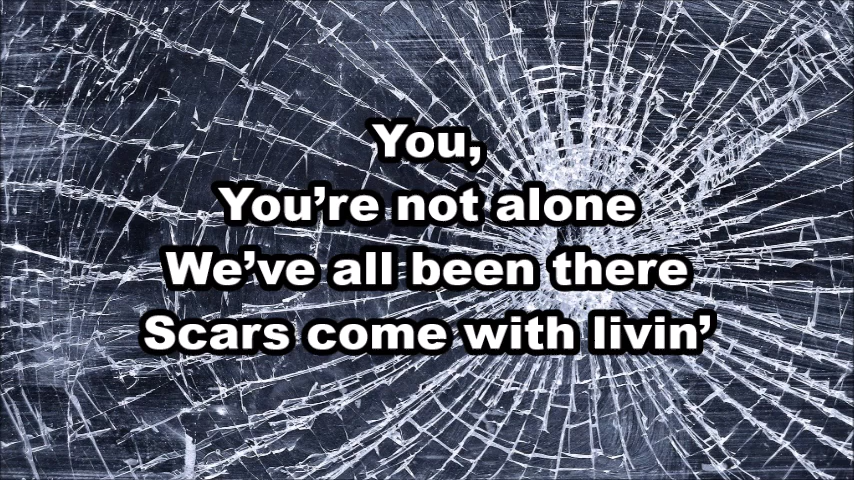 You,
You’re not alone
We’ve all been there
Scars come with livin’